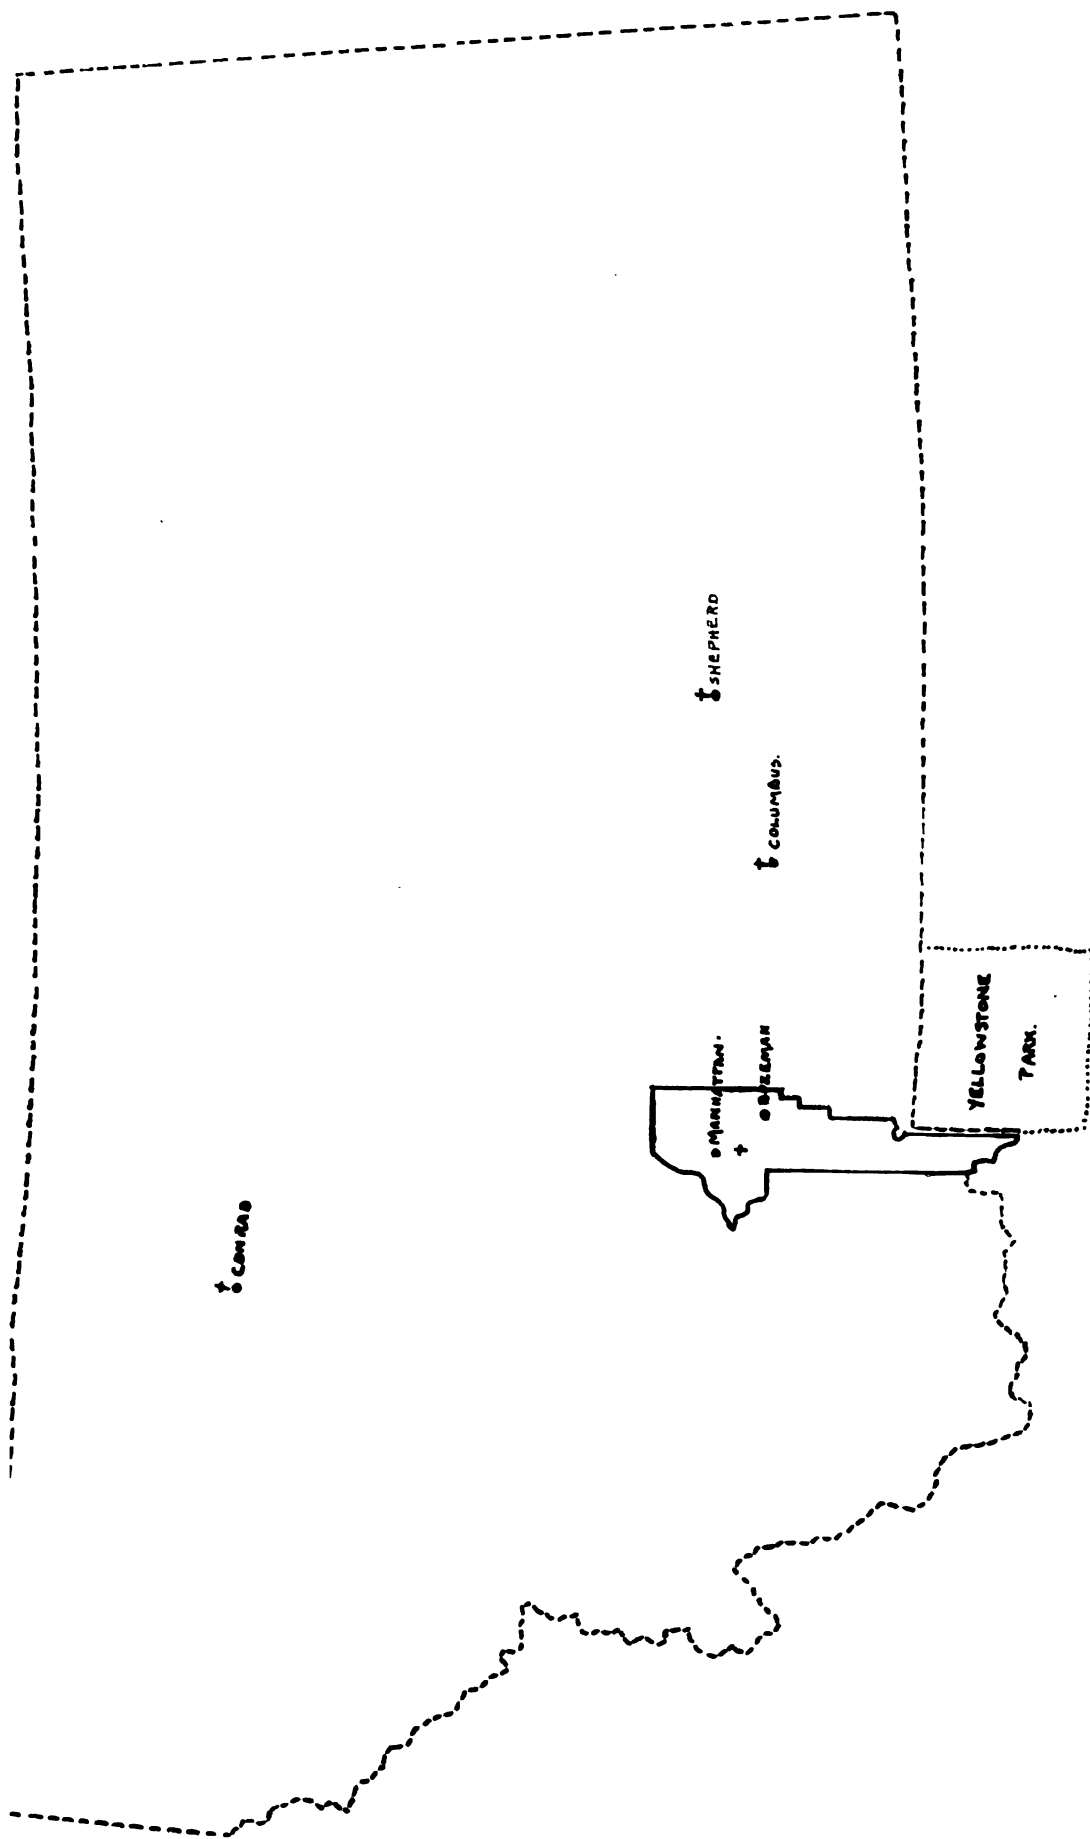 CONRAD
SHEPHERD
COLUMBUS.
MANHATTAN.
BOZEMAN
YELLOWSTONE
PARK.